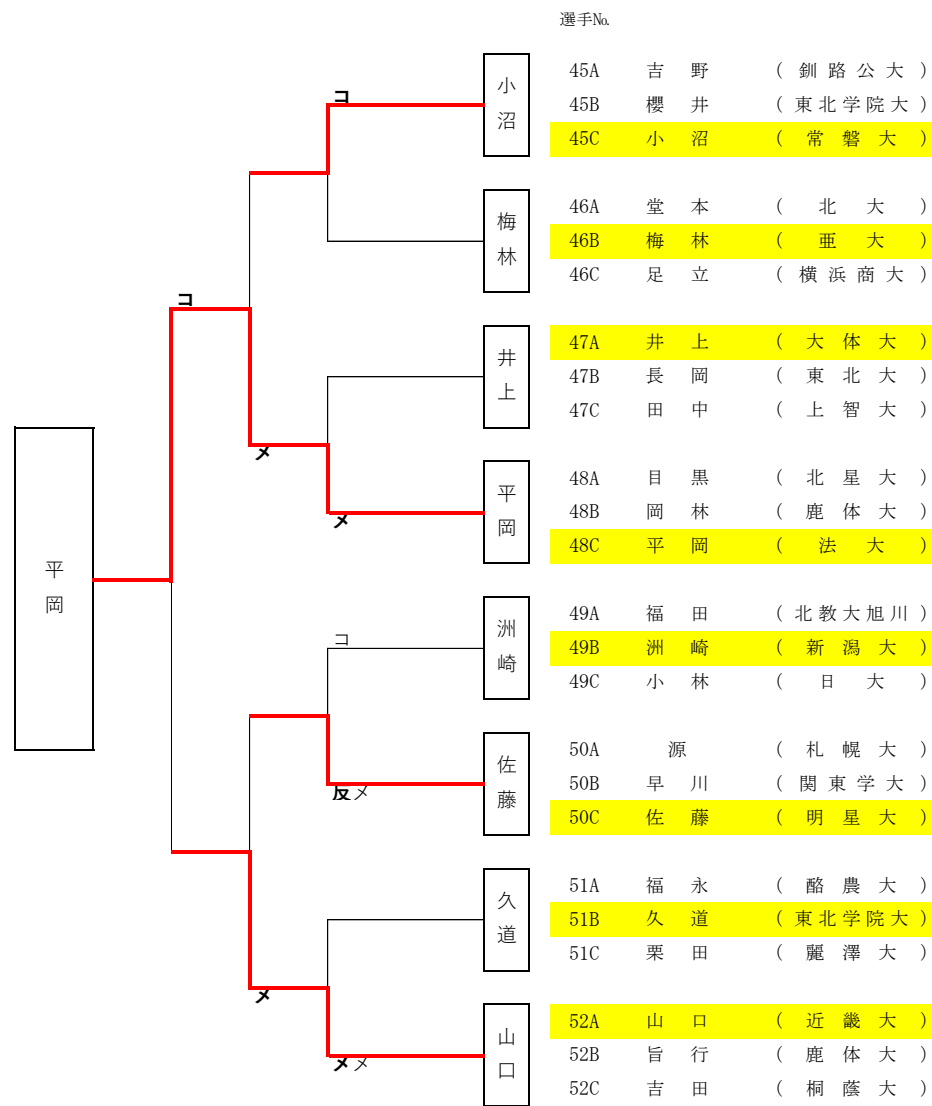 選手№
45A 吉野 (釧路公大)
45B 櫻井 (東北学院大)
45C 小沼 (常磐大)
46A 堂本 (北大)
46B 梅林 (亜大)
46C 足立 (横浜商大)
47A 井上 (大体大)
47B 長岡 (東北大)
47C 田中 (上智大)
48A 目黒 (北星大)
48B 岡林 (鹿体大)
48C 平岡 (法大)
49A 福田 (北教大旭川)
49B 洲崎 (新潟大)
49C 小林 (日大)
50A 源 (札幌大)
50B 早川 (関東学大)
50C 佐藤 (明星大)
51A 福永 (酪農大)
51B 久道 (東北学院大)
51C 栗田 (麗澤大)
52A 山口 (近畿大)
52B 旨行 (鹿体大)
52C 吉田 (桐蔭大)
小沼
梅林
井上
平岡
洲崎
佐藤
久道
山口
コ
メ
コ
反メ
メメ
メ
メ
コ
平岡